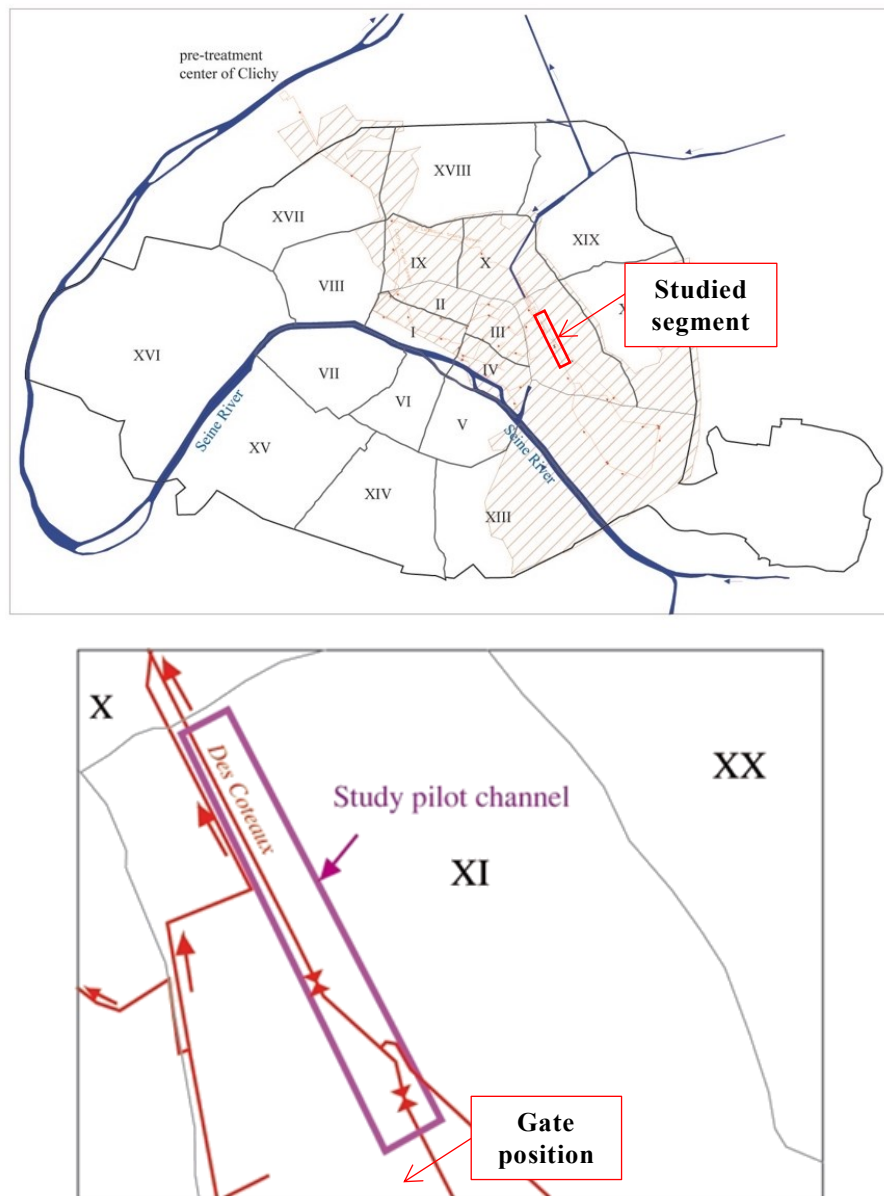 pre-treatment
center of Clichy
XVIII
XVII
XIX
IX
X
VIII
II
Studied
segment
X
I
III
XVI
IV
VII
VI
V
Seine River
Seine River
XV
XIV
XIII
X
Des Coteaux
XX
Study pilot channel
XI
Gate
position